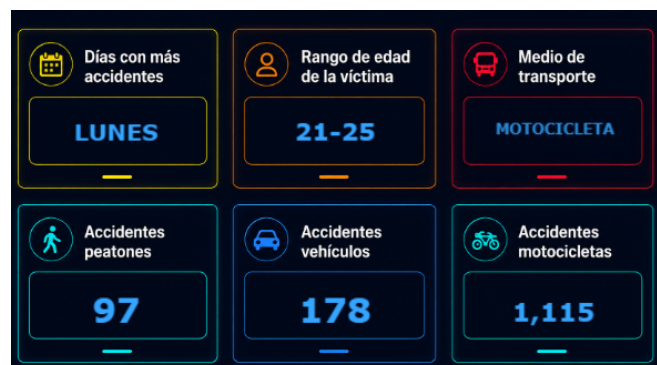 Días con más
accidentes
LUNES
Rango de edad
de la víctima
21-25
Medio de
transporte
MOTOCICLETA
Accidentes
peatones
97
Accidentes
vehículos
178
Accidentes
motocicletas
1,115